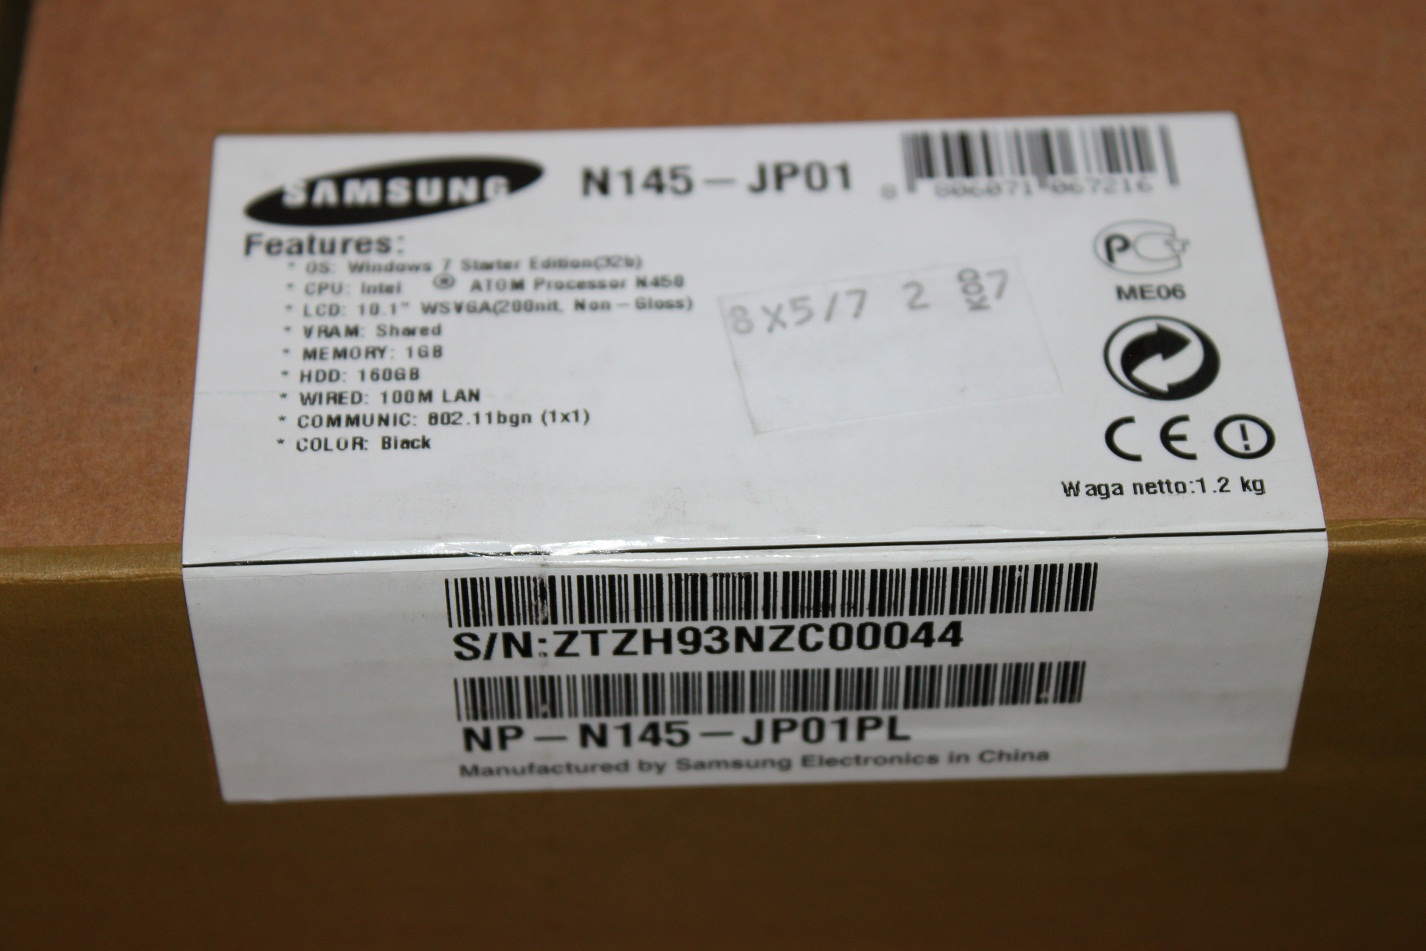 SAMSUNG N145-JP01
8 806071 067216
Features:
* OS: Windows 7 Starter Edition(32b)
* CPU: Intel ® ATOM Processor N450
* LCD: 10.1" WSVGA(200nit, Non-Gloss)
* VRAM: Shared
* MEMORY: 1GB
* HDD: 160GB
* WIRED: 100M LAN
* COMMUNIC: 802.11bgn (1x1)
* COLOR: Black
8X5/7 2
ME06
CE
Waga netto:1.2 kg
S/N:ZTZH93NZC00044
NP-N145-JP01PL
Manufactured by Samsung Electronics in China